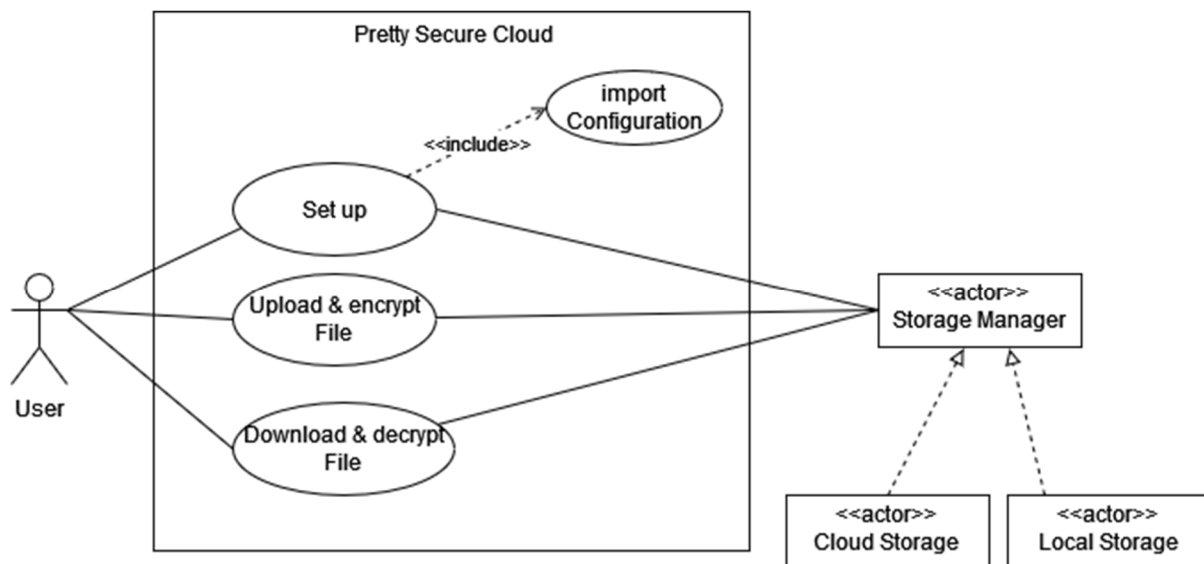 Pretty Secure Cloud
import
Configuration
<<include>>
Set up
Upload & encrypt
File
Download & decrypt
File
User
<<actor>>
Storage Manager
<<actor>>
Cloud Storage
<<actor>>
Local Storage